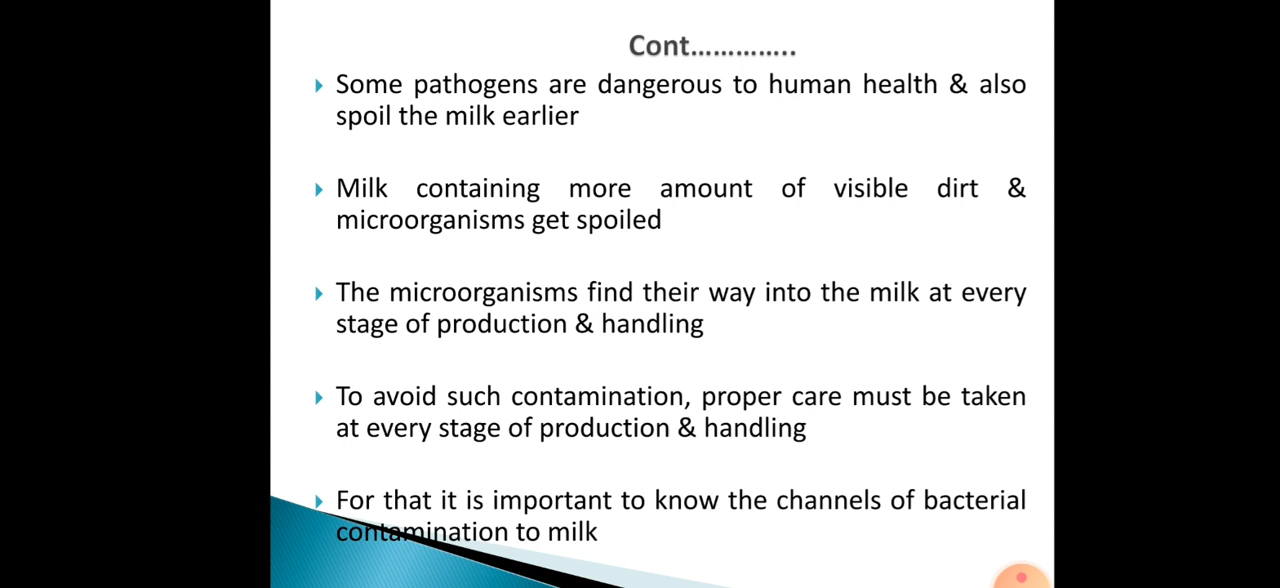 Cont…………..
Some pathogens are dangerous to human health & also
spoil the milk earlier
Milk containing more amount of visible dirt &
microorganisms get spoiled
The microorganisms find their way into the milk at every
stage of production & handling
To avoid such contamination, proper care must be taken
at every stage of production & handling
For that it is important to know the channels of bacterial
contamination to milk